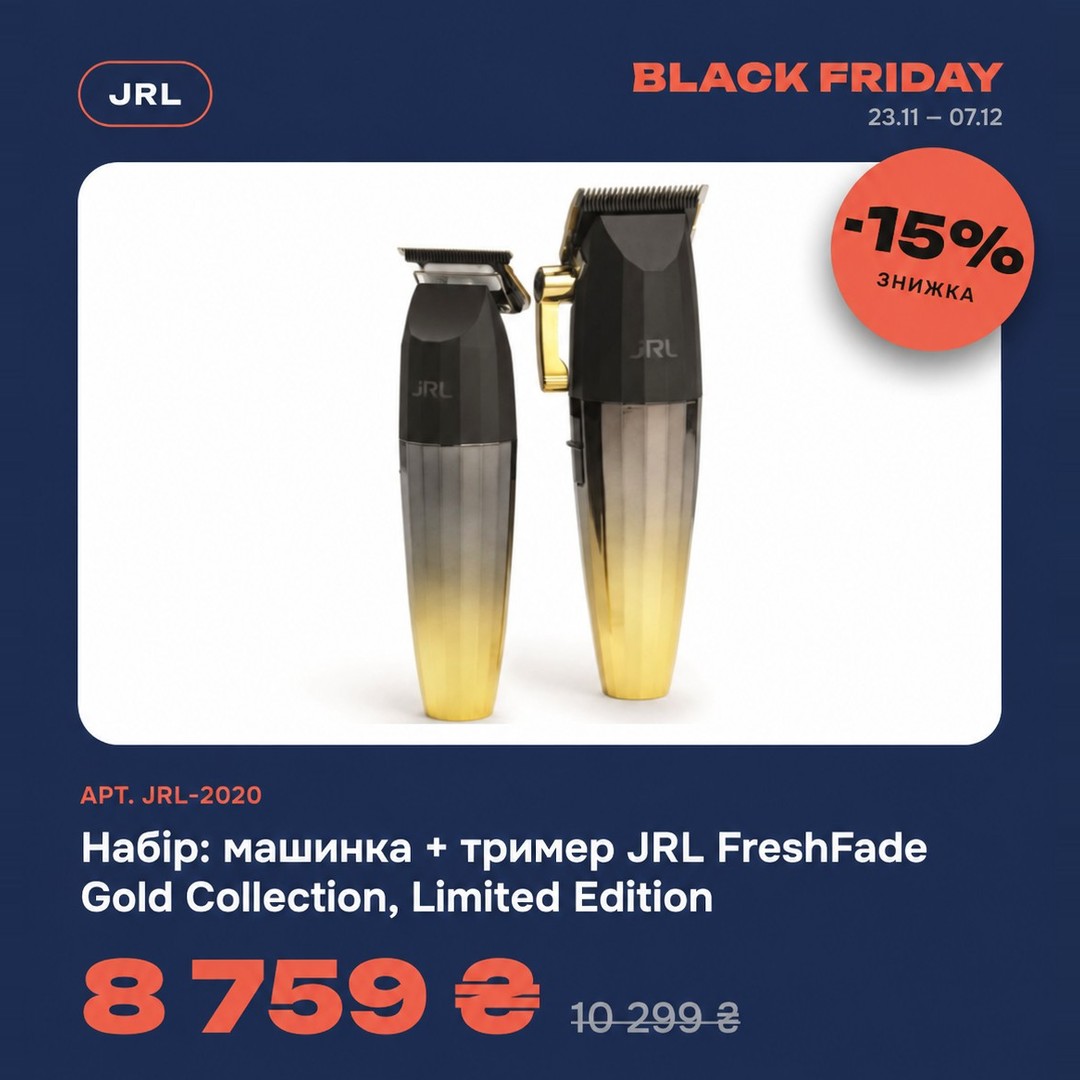 JRL
BLACK FRIDAY
23.11 – 07.12
-15%
ЗНИЖКА
JRL
JRL
АРТ. JRL-2020
Набір: машинка + тример JRL FreshFade
Gold Collection, Limited Edition
8 759 ₴
10 299 ₴